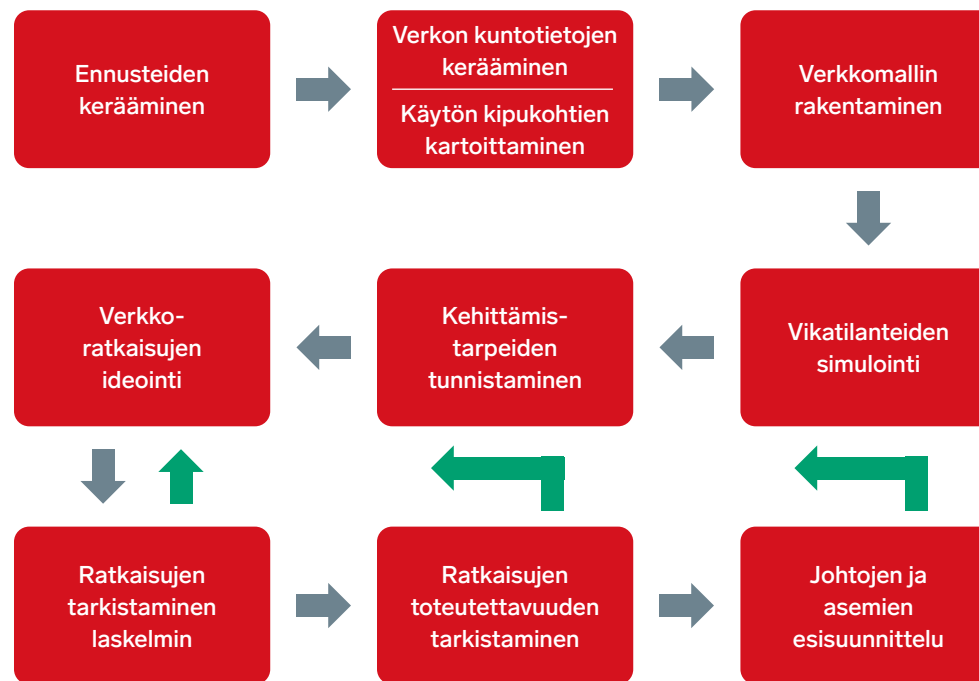 Ennusteiden
kerääminen
Verkon kuntotietojen
kerääminen
Käytön kipukohtien
kartoittaminen
Verkkomallin
rakentaminen
Verkko-
ratkaisujen
ideointi
Kehittämis-
tarpeiden
tunnistaminen
Vikatilanteiden
simulointi
Ratkaisujen
tarkistaminen
laskelmin
Ratkaisujen
toteutettavuuden
tarkistaminen
Johtojen ja
asemien
esisuunnittelu